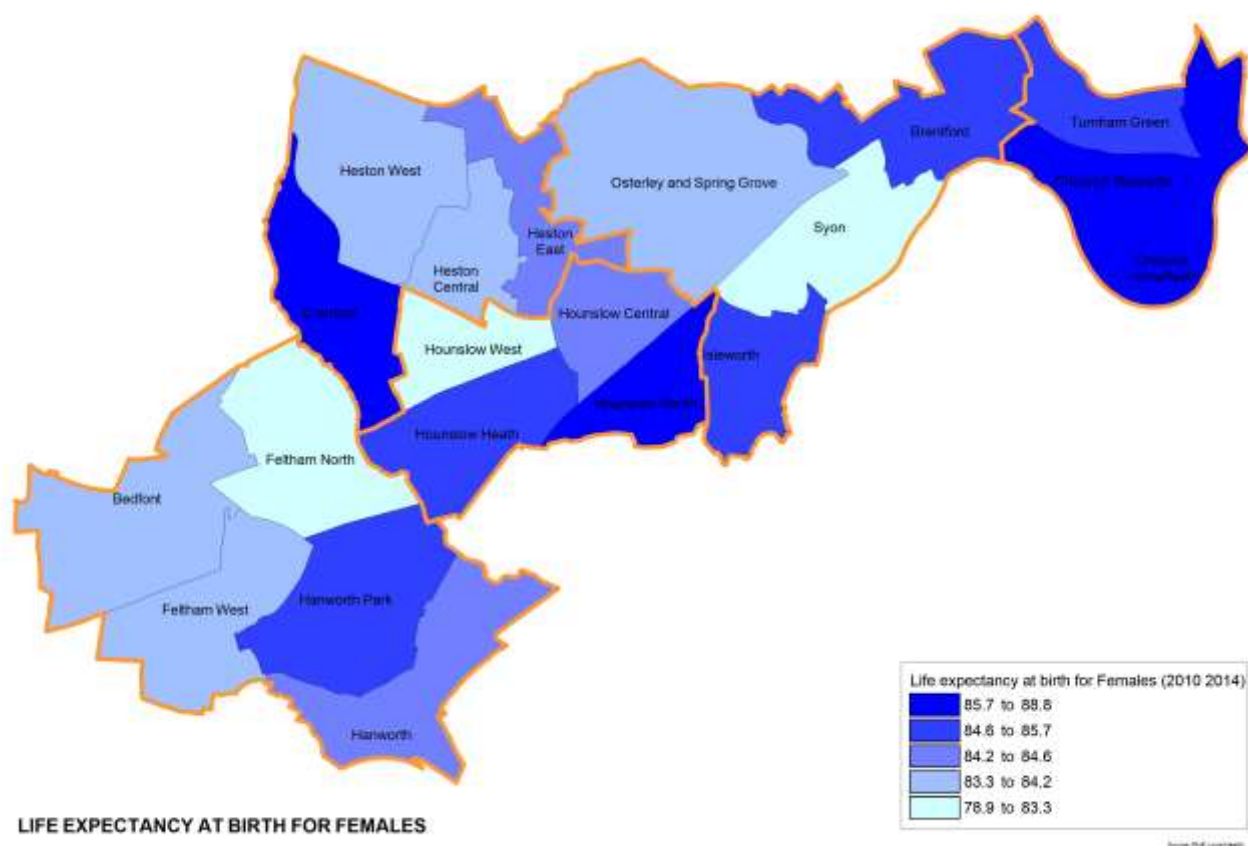 Turnham Green
Brentford
Heston West
Osterley and Spring Grove
Syon
Heston
East
Heston
Central
Hounslow Central
Hounslow West
Isleworth
Hounslow Heath
Feltham North
Bedfont
Hanworth Park
Feltham West
Hanworth
Life expectancy at birth for Females (2010 2014)
85.7 to 88.8
84.6 to 85.7
84.2 to 84.6
83.3 to 84.2
78.9 to 83.3
LIFE EXPECTANCY AT BIRTH FOR FEMALES